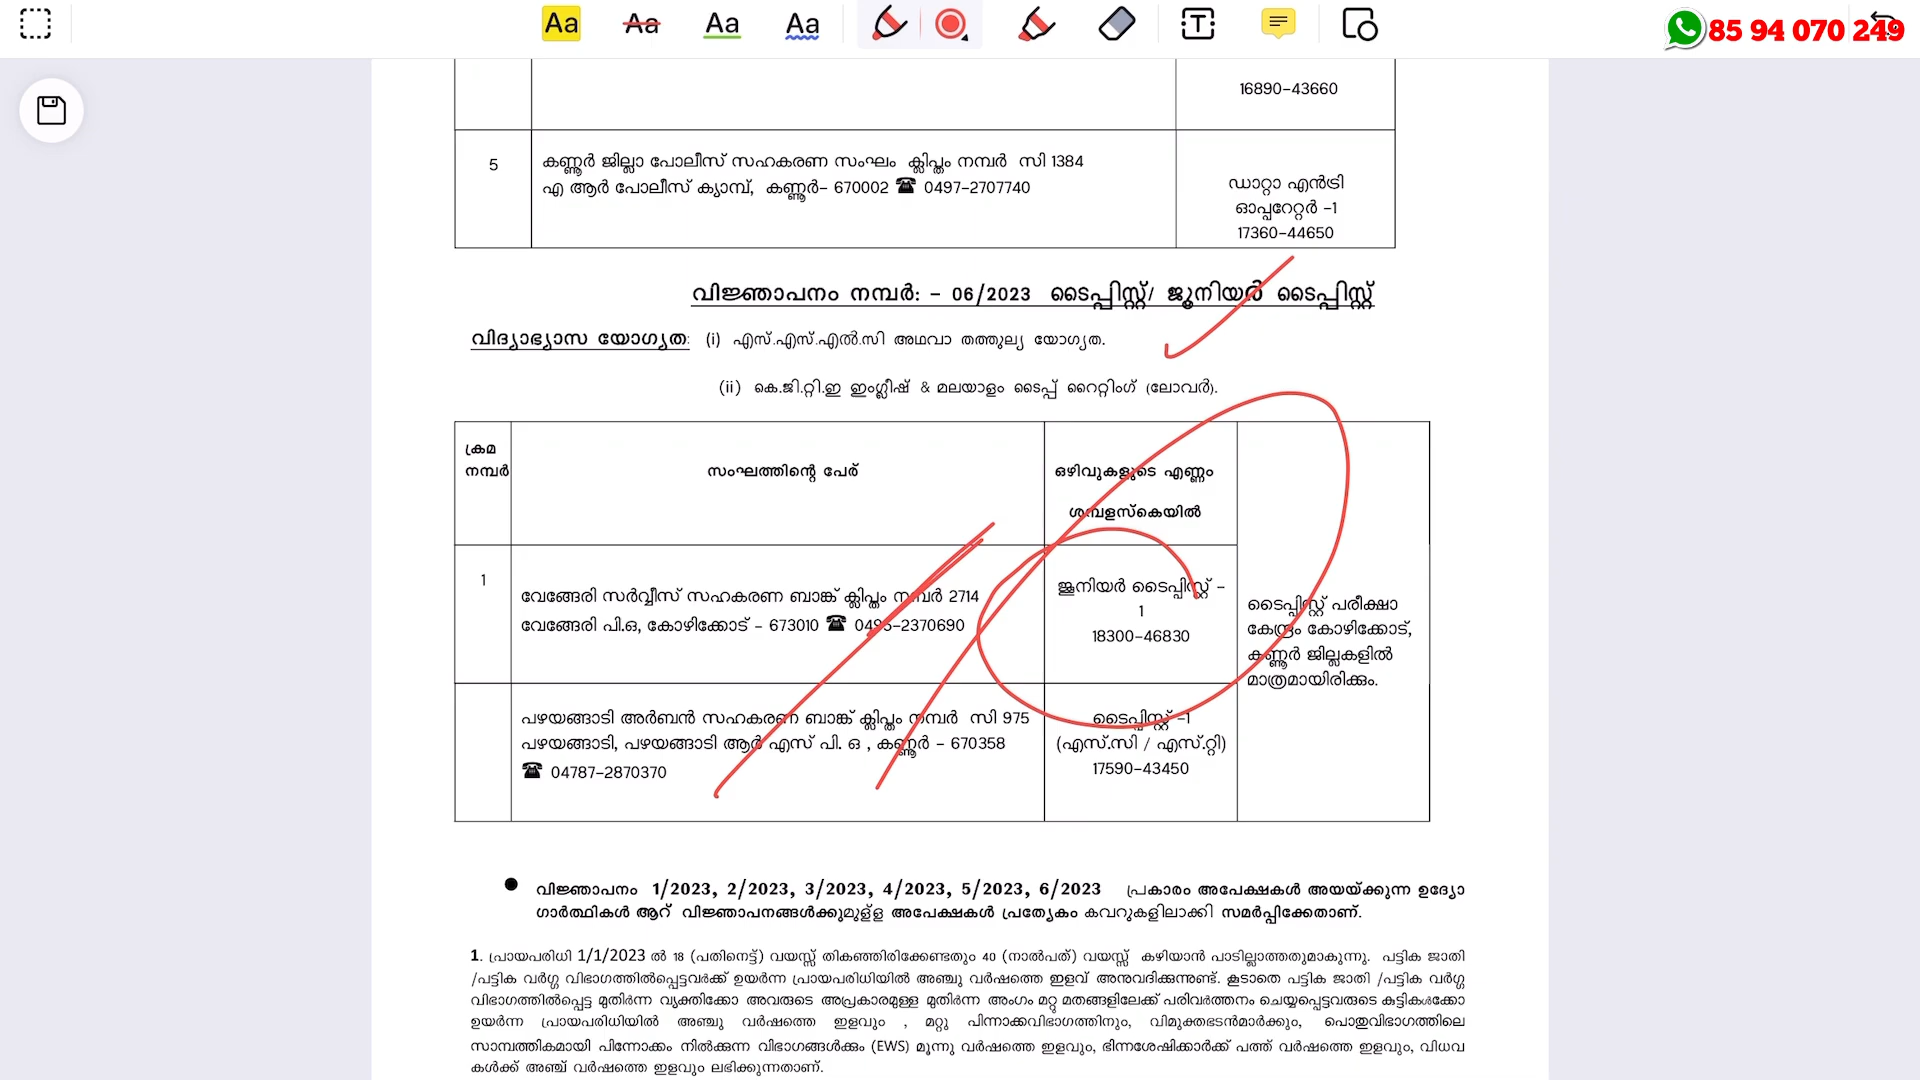 Aa Aa Aa Aa T
85 94 070 249
16890-43660
5
കണ്ണൂർ ജില്ലാ പോലീസ് സഹകരണ സംഘം ക്ലിപ്തം നമ്പർ സി 1384
എ ആർ പോലീസ് ക്യാമ്പ്, കണ്ണൂർ- 670002 ☎ 0497-2707740
ഡാറ്റാ എൻട്രി
ഓപ്പറേറ്റർ -1
17360-44650
വിജ്ഞാപനം നമ്പർ: - 06/2023 ടൈപ്പിസ്റ്റ്/ ജൂനിയർ ടൈപ്പിസ്റ്റ്
വിദ്യാഭ്യാസ യോഗ്യത: (i) എസ്.എസ്.എൽ.സി അഥവാ തത്തുല്യ യോഗ്യത.
(ii) കെ.ജി.റ്റി.ഇ ഇംഗ്ലീഷ് & മലയാളം ടൈപ്പ് റൈറ്റിംഗ് (ലോവർ).
ക്രമ
നമ്പർ
സംഘത്തിന്റെ പേര്
ഒഴിവുകളുടെ എണ്ണം
ശമ്പളസ്കെയിൽ
1
വേങ്ങേരി സർവ്വീസ് സഹകരണ ബാങ്ക് ക്ലിപ്തം നമ്പർ 2714
വേങ്ങേരി പി.ഒ, കോഴിക്കോട് - 673010 ☎ 0495-2370690
ജൂനിയർ ടൈപ്പിസ്റ്റ് -
1
18300-46830
ടൈപ്പിസ്റ്റ് പരീക്ഷാ
കേന്ദ്രം കോഴിക്കോട്,
കണ്ണൂർ ജില്ലകളിൽ
മാത്രമായിരിക്കും.
പഴയങ്ങാടി അർബൻ സഹകരണ ബാങ്ക് ക്ലിപ്തം നമ്പർ സി 975
പഴയങ്ങാടി, പഴയങ്ങാടി ആർ എസ് പി. ഒ , കണ്ണൂർ - 670358
☎ 04787-2870370
ടൈപ്പിസ്റ്റ് -1
(എസ്.സി / എസ്.റ്റി)
17590-43450
● വിജ്ഞാപനം 1/2023, 2/2023, 3/2023, 4/2023, 5/2023, 6/2023 പ്രകാരം അപേക്ഷകൾ അയയ്ക്കുന്ന ഉദ്യോ
ഗാർത്ഥികൾ ആറ് വിജ്ഞാപനങ്ങൾക്കുമുള്ള അപേക്ഷകൾ പ്രത്യേകം കവറുകളിലാക്കി സമർപ്പിക്കേതാണ്.
1. പ്രായപരിധി 1/1/2023 ൽ 18 (പതിനെട്ട്) വയസ്സ് തികഞ്ഞിരിക്കേണ്ടതും 40 (നാൽപത്) വയസ്സ് കഴിയാൻ പാടില്ലാത്തതുമാകുന്നു. പട്ടിക ജാതി
/പട്ടിക വർഗ്ഗ വിഭാഗത്തിൽപ്പെട്ടവർക്ക് ഉയർന്ന പ്രായപരിധിയിൽ അഞ്ചു വർഷത്തെ ഇളവ് അനുവദിക്കുന്നുണ്ട്. കൂടാതെ പട്ടിക ജാതി /പട്ടിക വർഗ്ഗ
വിഭാഗത്തിൽപ്പെട്ട മുതിർന്ന വ്യക്തിക്കോ അവരുടെ അപ്രകാരമുള്ള മുതിർന്ന അംഗം മറ്റു മതങ്ങളിലേക്ക് പരിവർത്തനം ചെയ്യപ്പെട്ടവരുടെ കുട്ടികൾക്കോ
ഉയർന്ന പ്രായപരിധിയിൽ അഞ്ചു വർഷത്തെ ഇളവും , മറ്റു പിന്നാക്കവിഭാഗത്തിനും, വിമുക്തഭടൻമാർക്കും, പൊതുവിഭാഗത്തിലെ
സാമ്പത്തികമായി പിന്നോക്കം നിൽക്കുന്ന വിഭാഗങ്ങൾക്കും (EWS) മൂന്നു വർഷത്തെ ഇളവും, ഭിന്നശേഷിക്കാർക്ക് പത്ത് വർഷത്തെ ഇളവും, വിധവ
കൾക്ക് അഞ്ച് വർഷത്തെ ഇളവും ലഭിക്കുന്നതാണ്.